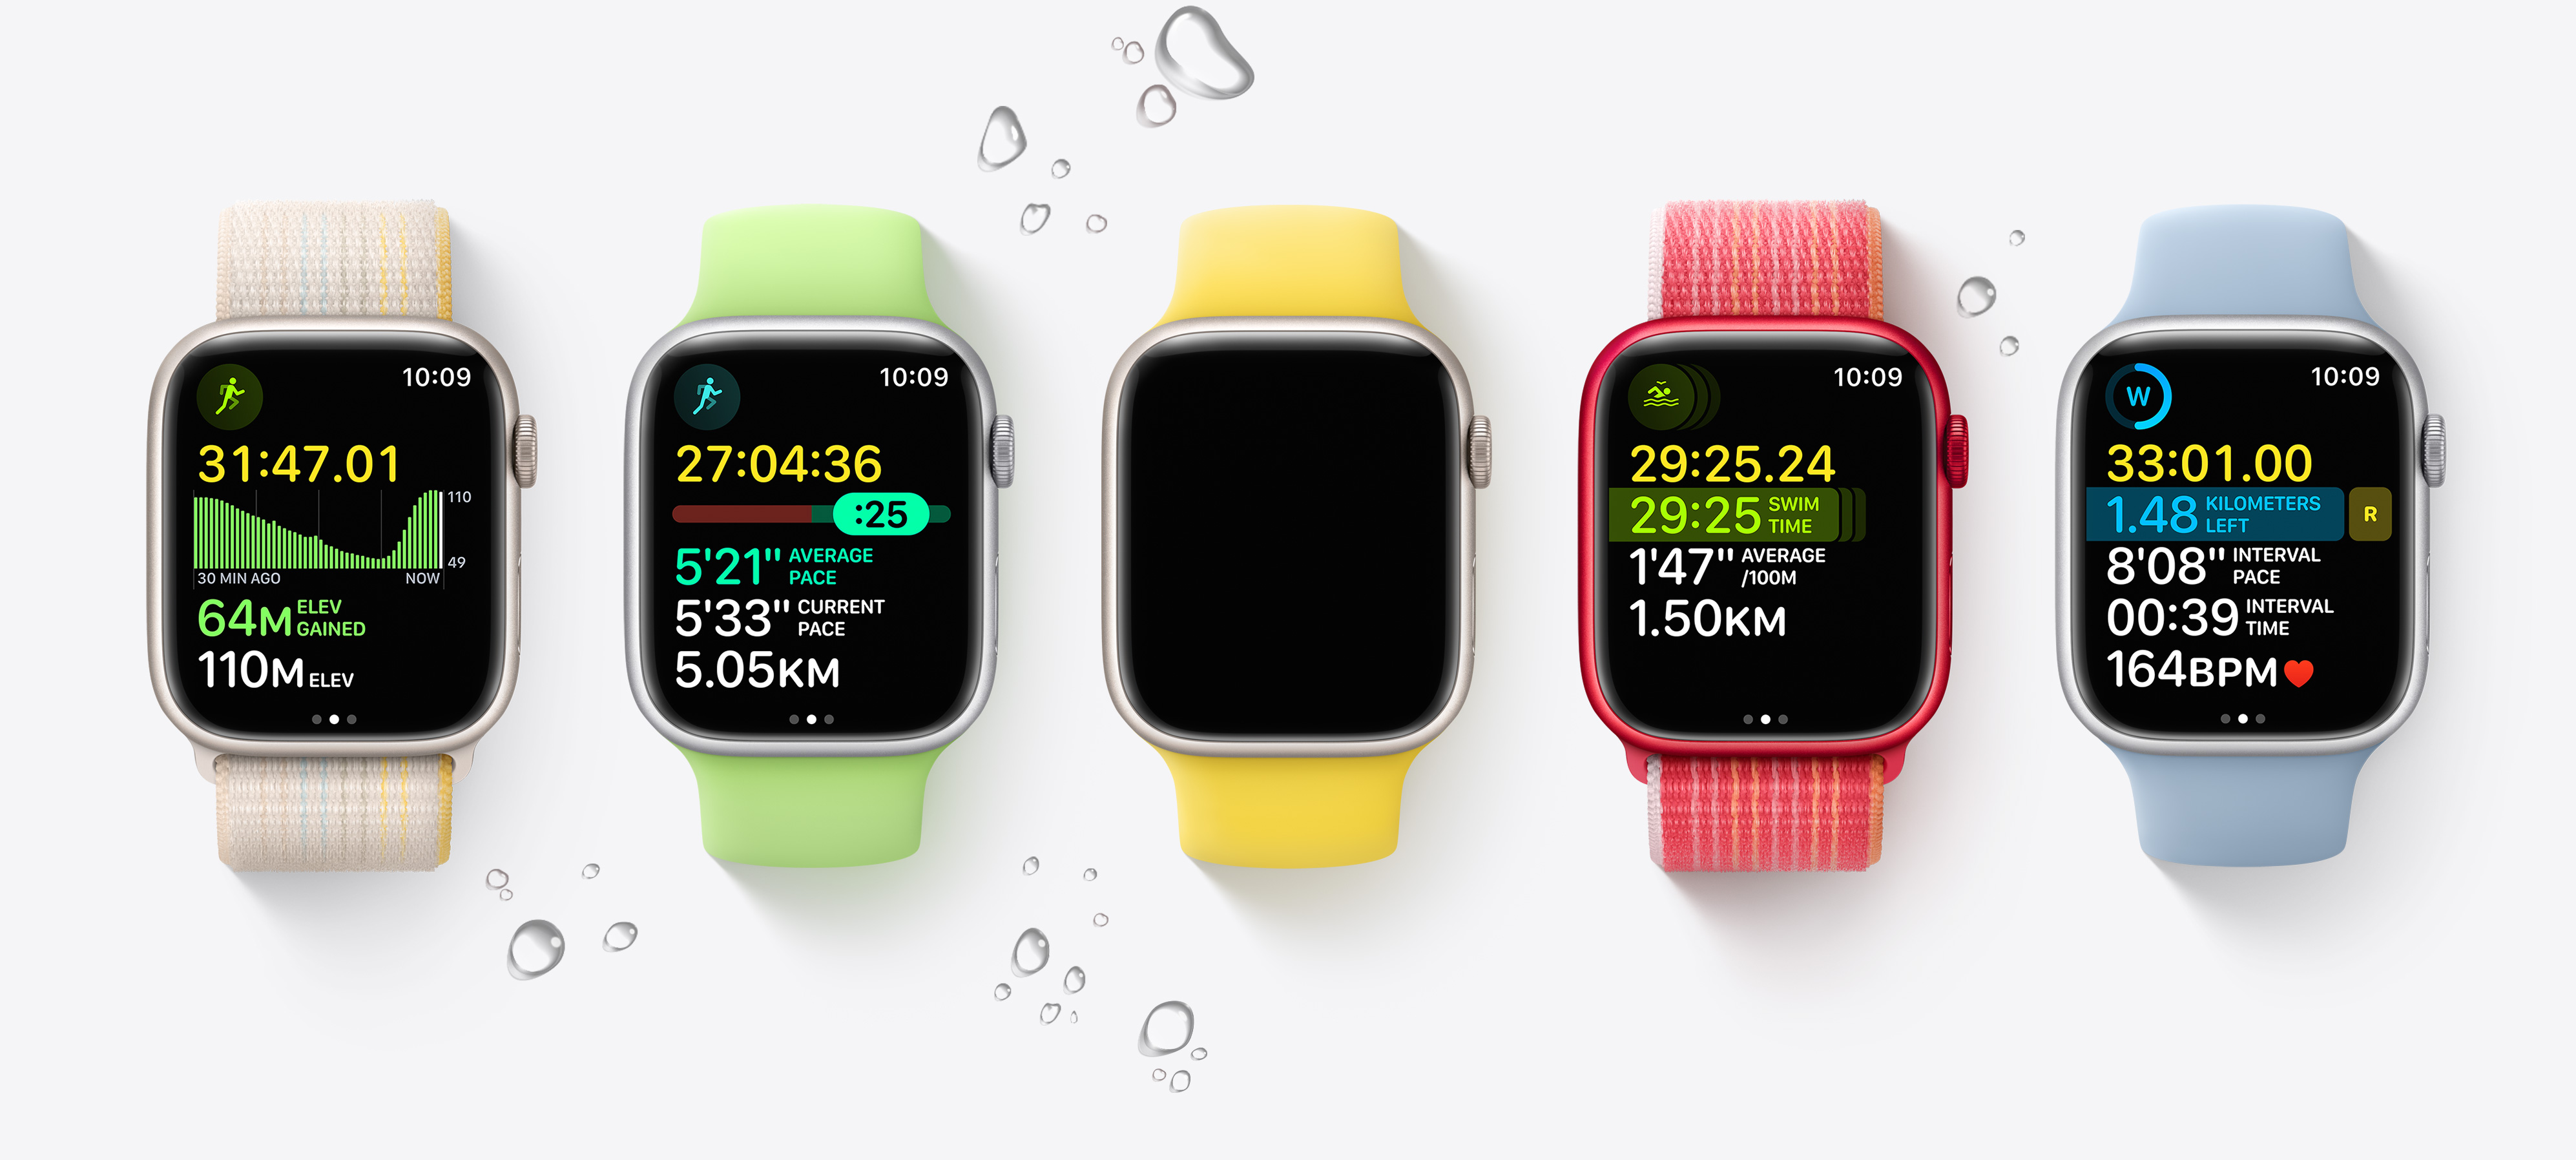 10:09
31:47.01
110
49
30 MIN AGO NOW
64M ELEV GAINED
110M ELEV
10:09
27:04:36
:25
5'21" AVERAGE PACE
5'33" CURRENT PACE
5.05KM
10:09
29:25.24
29:25 SWIM TIME
1'47" AVERAGE /100M
1.50KM
W
10:09
33:01.00
1.48 KILOMETERS LEFT
R
8'08" INTERVAL PACE
00:39 INTERVAL TIME
164BPM